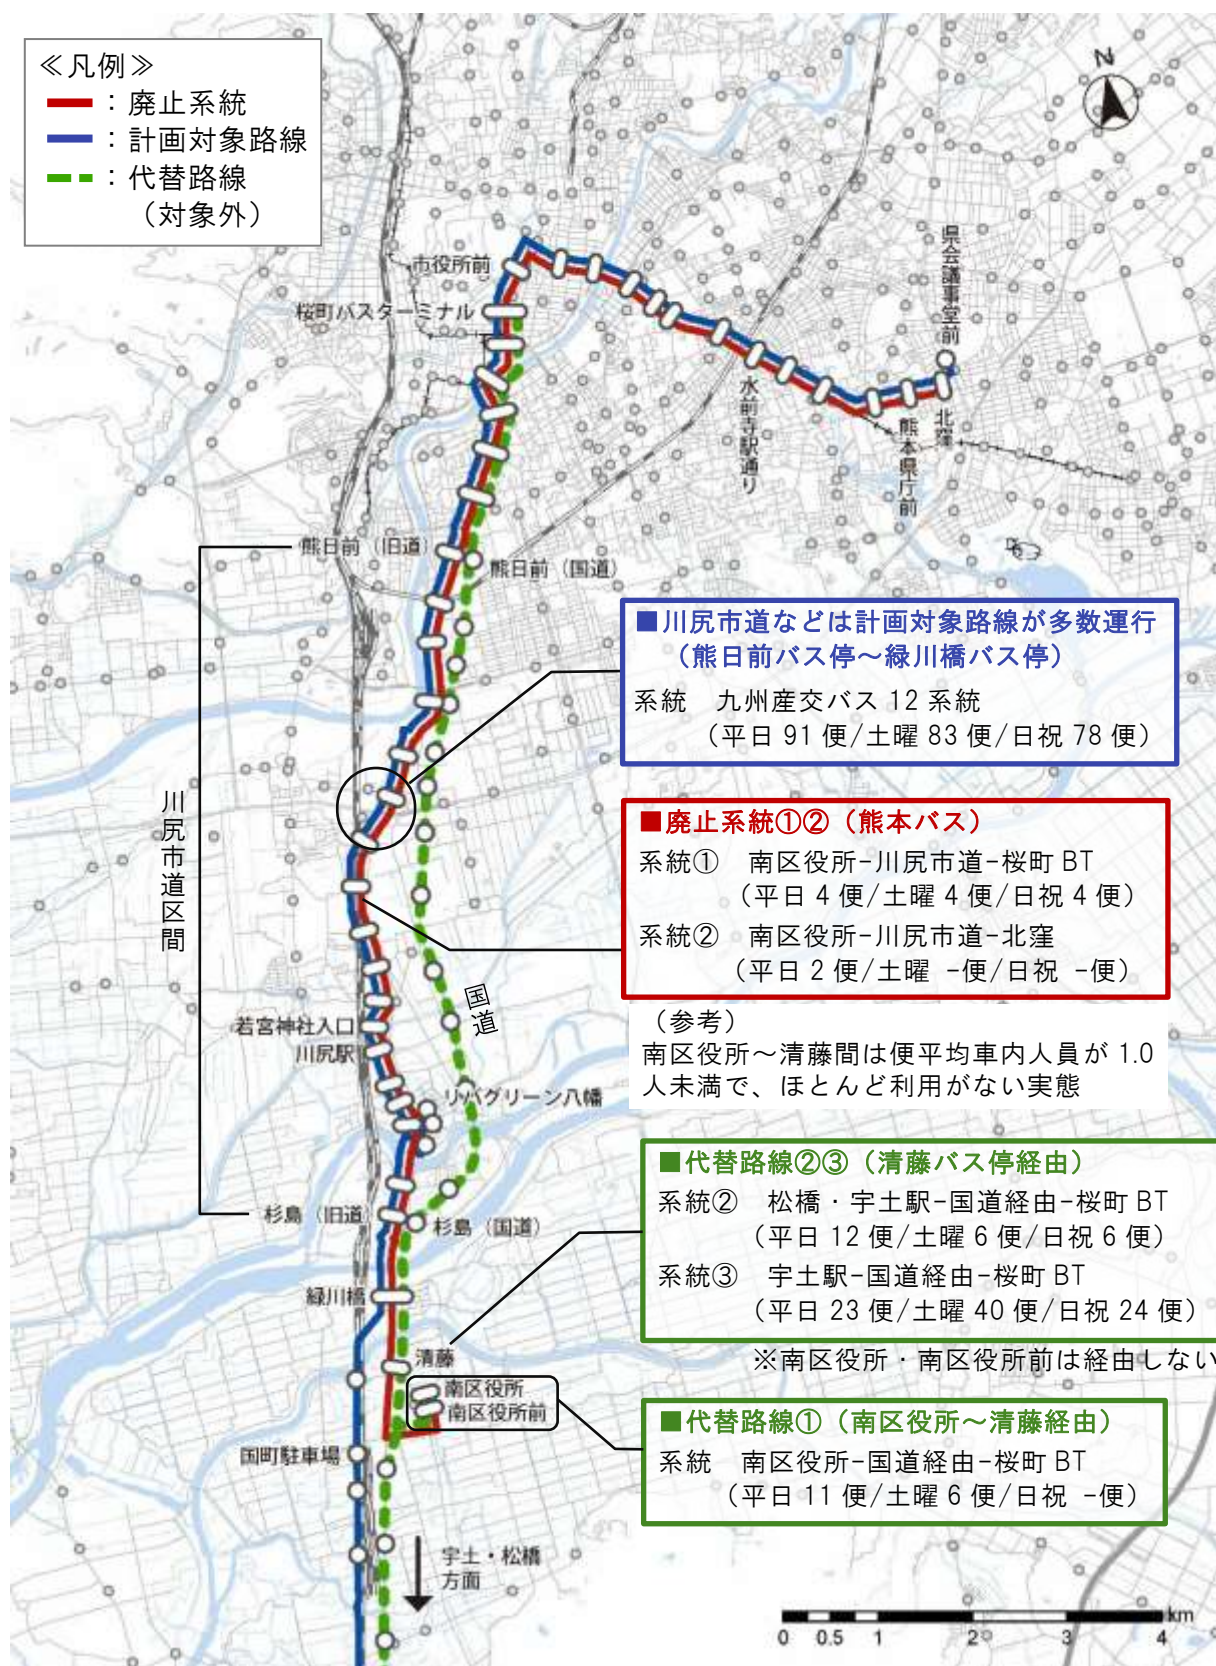 ≪凡例≫
：廃止系統
：計画対象路線
：代替路線
（対象外）
N
市役所前
桜町バスターミナル
県会議事堂前
北窪
熊本県庁前
水前寺駅通り
熊日前（旧道）
熊日前（国道）
■川尻市道などは計画対象路線が多数運行
（熊日前バス停～緑川橋バス停）
系統　九州産交バス 12 系統
（平日 91 便/土曜 83 便/日祝 78 便）
川尻市道区間
■廃止系統①②（熊本バス）
系統①　南区役所-川尻市道-桜町 BT
（平日 4 便/土曜 4 便/日祝 4 便）
系統②　南区役所-川尻市道-北窪
（平日 2 便/土曜 -便/日祝 -便）
国道
（参考）
南区役所～清藤間は便平均車内人員が 1.0
人未満で、ほとんど利用がない実態
若宮神社入口
川尻駅
リバグリーン八幡
■代替路線②③（清藤バス停経由）
系統②　松橋・宇土駅-国道経由-桜町 BT
（平日 12 便/土曜 6 便/日祝 6 便）
系統③　宇土駅-国道経由-桜町 BT
（平日 23 便/土曜 40 便/日祝 24 便）
※南区役所・南区役所前は経由しない
杉島（旧道）
杉島（国道）
緑川橋
清藤
南区役所
南区役所前
■代替路線①（南区役所～清藤経由）
系統　南区役所-国道経由-桜町 BT
（平日 11 便/土曜 6 便/日祝 -便）
国町駐車場
宇土・松橋
方面
km
0 0.5 1 2 3 4